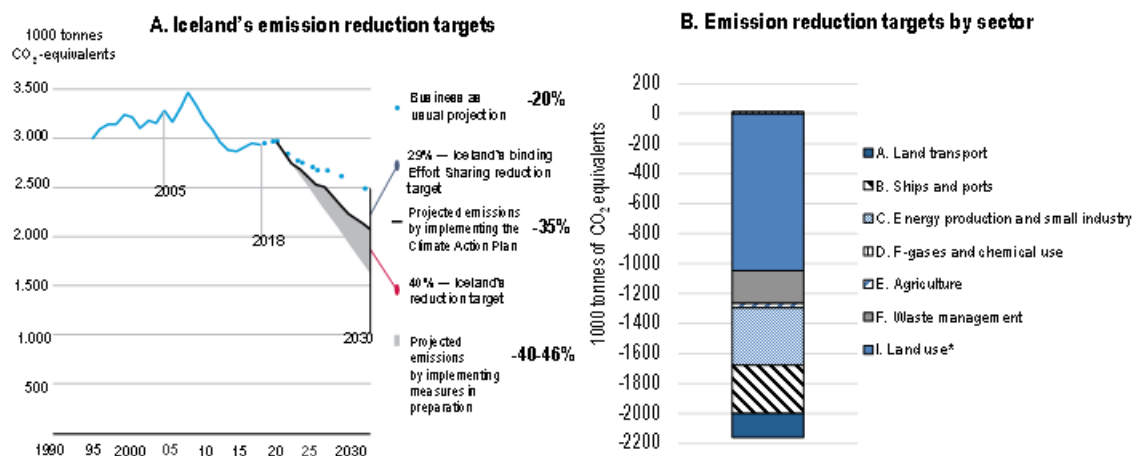 A. Iceland's emission reduction targets
1000 tonnes
CO₂-equivalents
3.500
3.000
2.500
2.000
1.500
1.000
500
1990 95 2000 05 10 15 20 25 2030
2005
2018
2030
Business as
usual projection
-20%
29% — Iceland's binding
Effort Sharing reduction
target
Projected emissions
by implementing the
Climate Action Plan
-35%
40% — Iceland's
reduction target
Projected
emissions
by implementing
measures in
preparation
-40-46%
B. Emission reduction targets by sector
1000 tonnes of CO₂ equivalents
200
0
-200
-400
-600
-800
-1000
-1200
-1400
-1600
-1800
-2000
-2200
A. Land transport
B. Ships and ports
C. Energy production and small industry
D. F-gases and chemical use
E. Agriculture
F. Waste management
I. Land use*